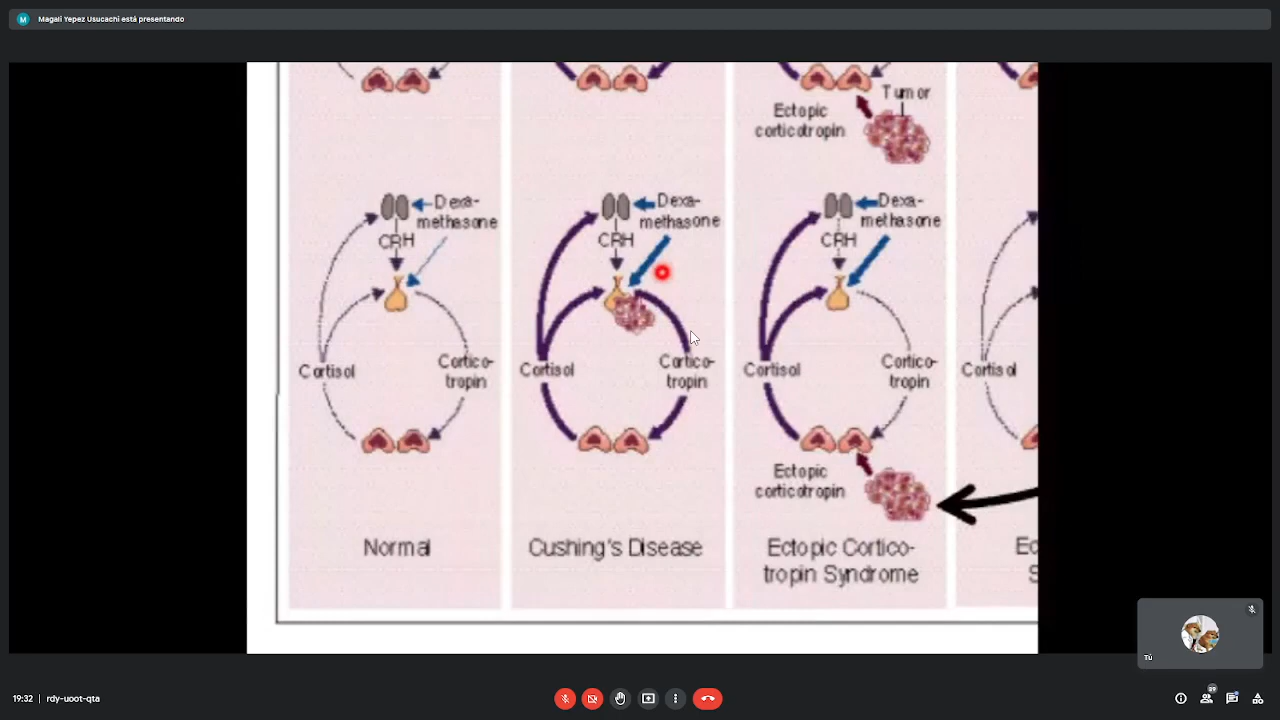 Magali Yepez Usucachi está presentando
Tumor
Ectopic
corticotropin
Dexa-
methasone
CRH
Cortisol
Cortico-
tropin
Normal
Dexa-
methasone
CRH
Cortisol
Cortico-
tropin
Cushing's Disease
Dexa-
methasone
CRH
Cortisol
Cortico-
tropin
Ectopic
corticotropin
Ectopic Cortico-
tropin Syndrome
Cortisol
Ec
S
Tú
19:32 | rdy-uoot-qta